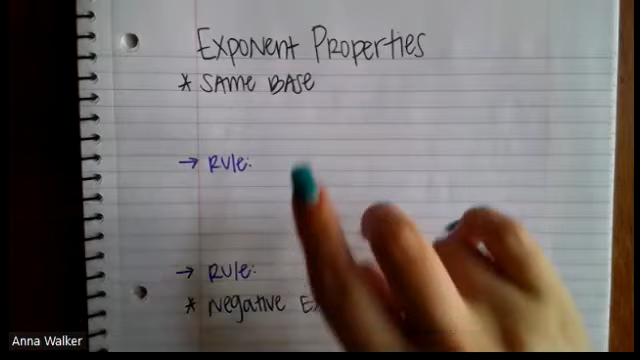 Exponent Properties
* SAME BASE
→ Rule:
→ Rule:
* Negative
Anna Walker